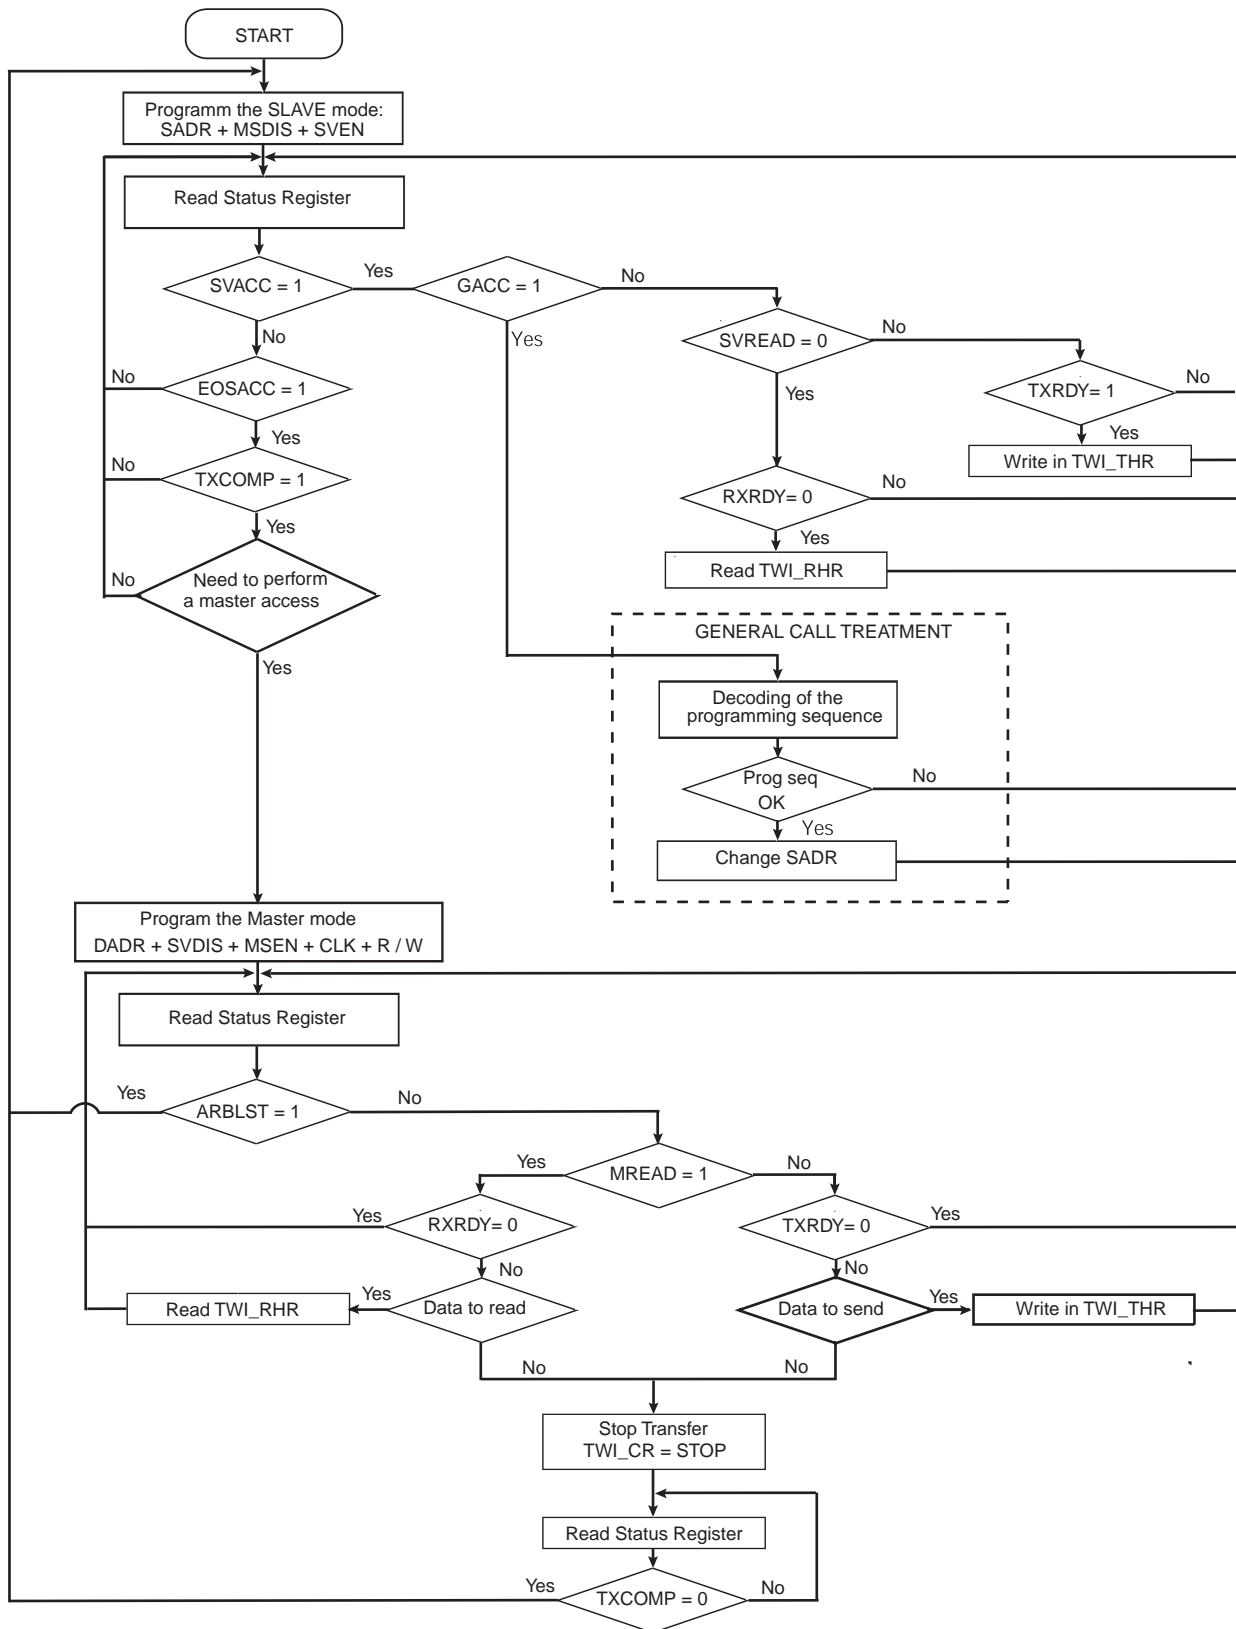 START
Programm the SLAVE mode:
SADR + MSDIS + SVEN
Read Status Register
SVACC = 1
Yes
GACC = 1
No
No
Yes
SVREAD = 0
No
EOSACC = 1
No
Yes
TXRDY= 1
No
Yes
Yes
Write in TWI_THR
TXCOMP = 1
No
Yes
RXRDY= 0
No
Yes
Read TWI_RHR
Need to perform
a master access
No
Yes
GENERAL CALL TREATMENT
Decoding of the
programming sequence
Prog seq
OK
No
Yes
Change SADR
Program the Master mode
DADR + SVDIS + MSEN + CLK + R / W
Read Status Register
Yes
ARBLST = 1
No
Yes
MREAD = 1
No
Yes
RXRDY= 0
TXRDY= 0
Yes
No
No
Read TWI_RHR
Yes
Data to read
Data to send
Yes
Write in TWI_THR
No
No
Stop Transfer
TWI_CR = STOP
Read Status Register
Yes
TXCOMP = 0
No